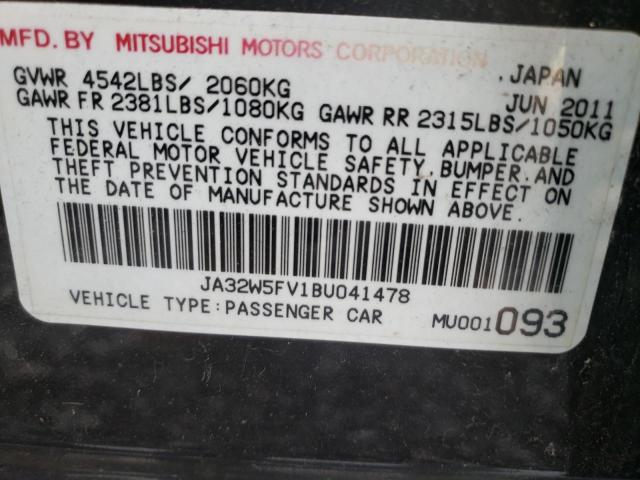 MFD. BY MITSUBISHI MOTORS CORPORATION
GVWR 4542LBS/ 2060KG , JAPAN
JUN 2011
GAWR FR 2381LBS/1080KG GAWR RR 2315LBS/1050KG
THIS VEHICLE CONFORMS TO ALL APPLICABLE
FEDERAL MOTOR VEHICLE SAFETY,BUMPER,AND
THEFT PREVENTION STANDARDS IN EFFECT ON
THE DATE OF MANUFACTURE SHOWN ABOVE.
JA32W5FV1BU041478
VEHICLE TYPE:PASSENGER CAR MU001093